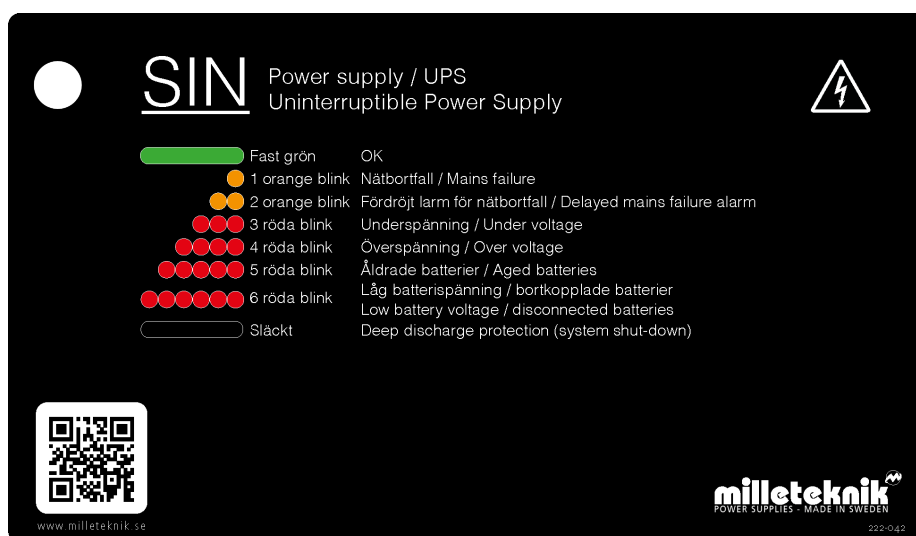 SIN
Power supply / UPS
Uninterruptible Power Supply
Fast grön OK
1 orange blink Nätbortfall / Mains failure
2 orange blink Fördröjt larm för nätbortfall / Delayed mains failure alarm
3 röda blink Underspänning / Under voltage
4 röda blink Överspänning / Over voltage
5 röda blink Åldrade batterier / Aged batteries
6 röda blink Låg batterispänning / bortkopplade batterier
Low battery voltage / disconnected batteries
Släckt Deep discharge protection (system shut-down)
www.milleteknik.se
milleteknik
POWER SUPPLIES - MADE IN SWEDEN
222-042